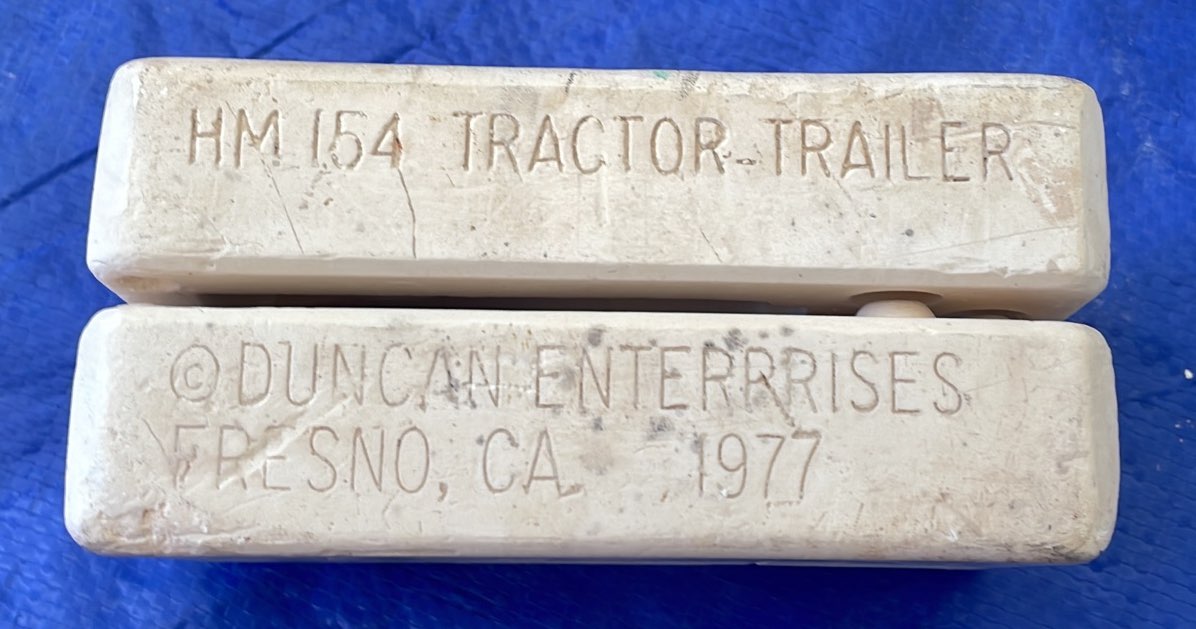 HM 154 TRACTOR-TRAILER
©DUNCAN ENTERRRISES
FRESNO, CA. 1977